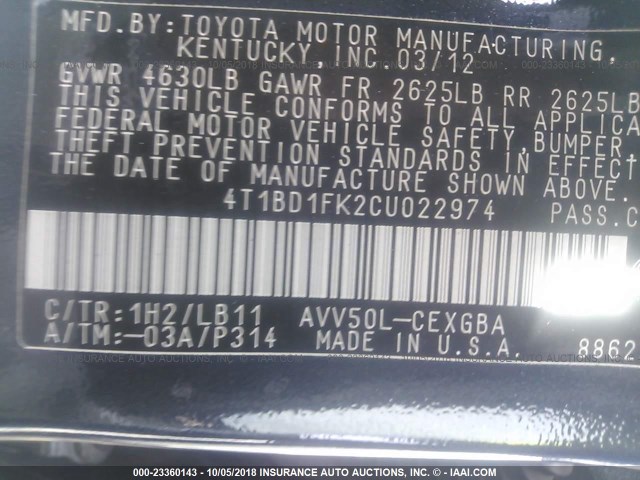 MFD.BY:TOYOTA MOTOR MANUFACTURING,
KENTUCKY INC. 03/12
GVWR 4630LB GAWR FR 2625LB RR 2625LB
THIS VEHICLE CONFORMS TO ALL APPLICA
FEDERAL MOTOR VEHICLE SAFETY,BUMPER,
THEFT PREVENTION STANDARDS IN EFFECT
THE DATE OF MANUFACTURE SHOWN ABOVE.
4T1BD1FK2CU022974 PASS.C
C/TR:1H2/LB11 AVV50L-CEXGBA
A/TM:-03A/P314 MADE IN U.S.A. 8862
000-23360143 - 10/05/2018 - INSURANCE AUTO AUCTIONS, INC. - © - IAAI.COM